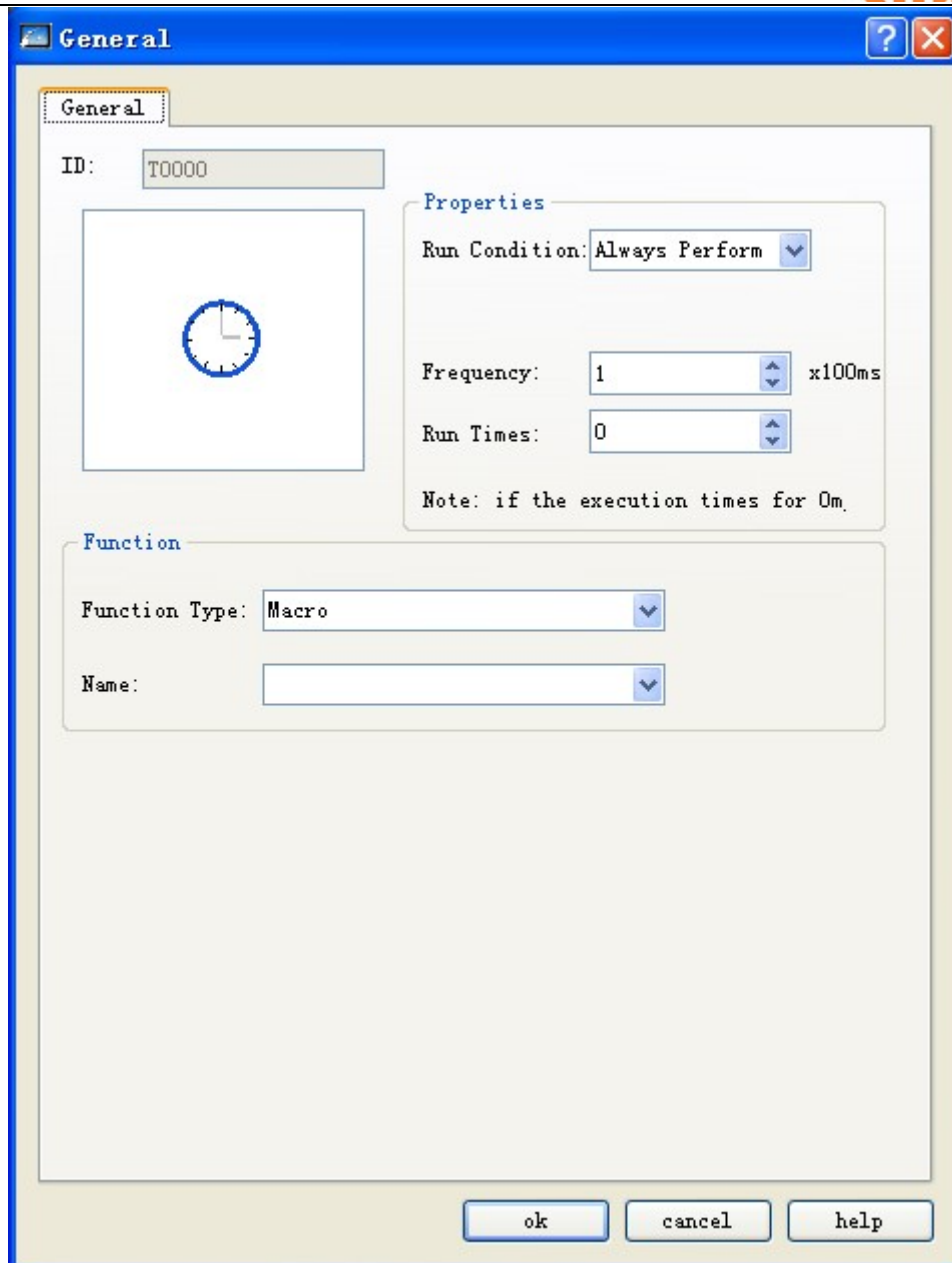 General
General
ID: T0000
Properties
Run Condition: Always Perform
Frequency: 1 x100ms
Run Times: 0
Note: if the execution times for 0m
Function
Function Type: Macro
Name:
ok cancel help